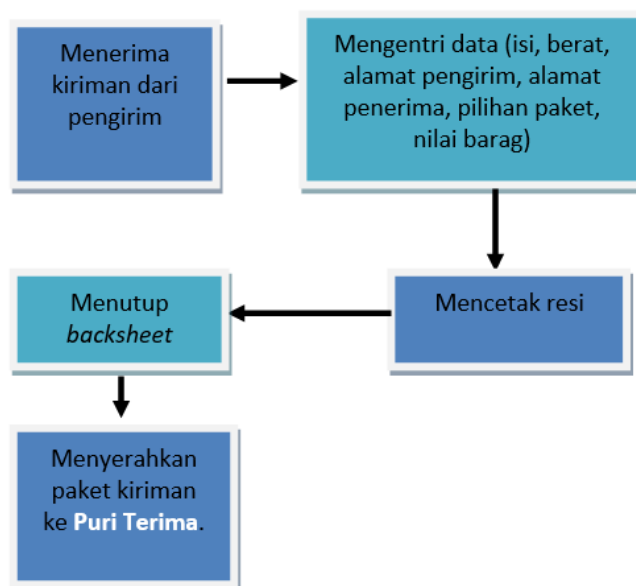 Menerima
kiriman dari
pengirim
Mengentri data (isi, berat,
alamat pengirim, alamat
penerima, pilihan paket,
nilai barag)
Mencetak resi
Menutup
backsheet
Menyerahkan
paket kiriman
ke Puri Terima.